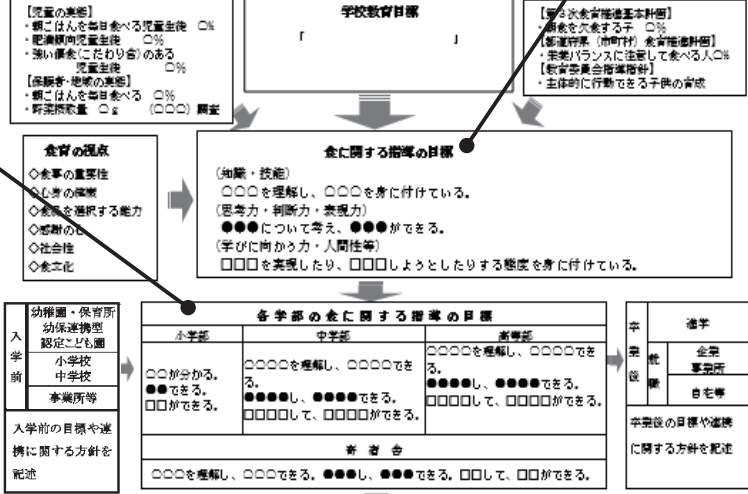 【児童の実態】
・朝ごはんを毎日食べる児童生徒 ○%
・肥満傾向児童生徒 ○%
・強い偏食(こだわり含)のある
児童生徒 ○%
【保護者・地域の実態】
・朝ごはんを毎日食べる ○%
・野菜摂取量 ○g (○○○)調査
学校教育目標
「 」
【第3次食育推進基本計画】
・朝食を欠食する子 ○%
【都道府県(市町村)食育推進計画】
・栄養バランスに注意して食べる人○%
【教育委員会指導指針】
・主体的に行動できる子供の育成
食育の視点
◇食事の重要性
◇心身の健康
◇食品を選択する能力
◇感謝の心
◇社会性
◇食文化
食に関する指導の目標
(知識・技能)
○○○を理解し、○○○を身に付けている。
(思考力・判断力・表現力)
●●●について考え、●●●ができる。
(学びに向かう力・人間性等)
□□□を実現したり、□□□しようとしたりする態度を身に付けている。
入学前
幼稚園・保育所
幼保連携型
認定こども園
小学校
中学校
事業所等
入学前の目標や連
携に関する方針を
記述
各学部の食に関する指導の目標
小学部 中学部 高等部
○○が分かる。
●●できる。
□□ができる。
○○○○を理解し、○○○○でき
る。
●●●●し、●●●●できる。
□□□□して、□□□□ができる。
○○○○を理解し、○○○○でき
る。
●●●●し、●●●●できる。
□□□□して、□□□□ができる。
寄宿舎
○○○を理解し、○○○できる。●●●し、●●●できる。□□して、□□ができる。
卒業後
進学
就職
企業
事業所
自宅等
卒業後の目標や連携
に関する方針を記述